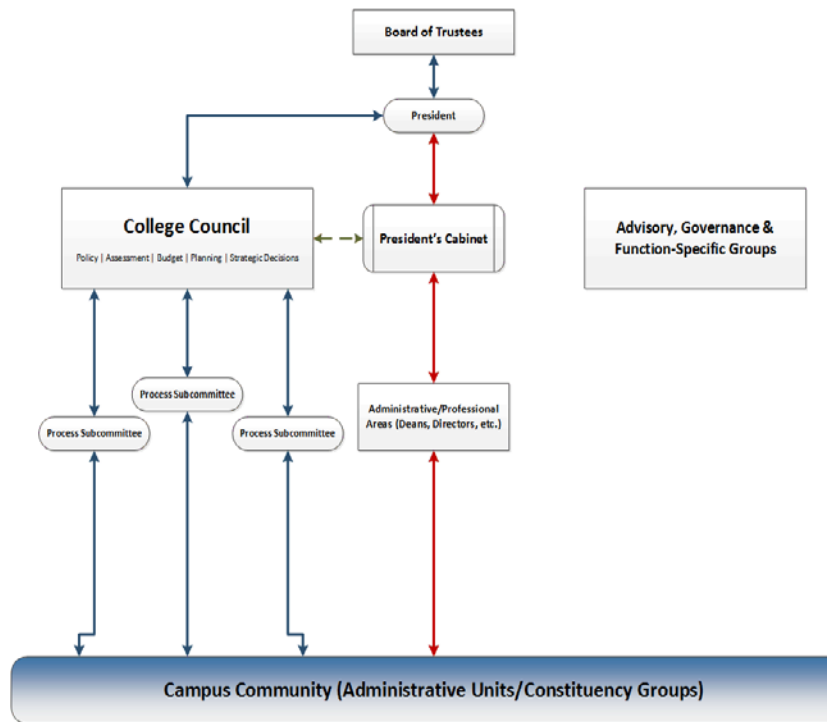 Board of Trustees
President
College Council
Policy | Assessment | Budget | Planning | Strategic Decisions
President's Cabinet
Advisory, Governance &
Function-Specific Groups
Process Subcommittee
Administrative/Professional
Areas (Deans, Directors, etc.)
Process Subcommittee
Process Subcommittee
Campus Community (Administrative Units/Constituency Groups)